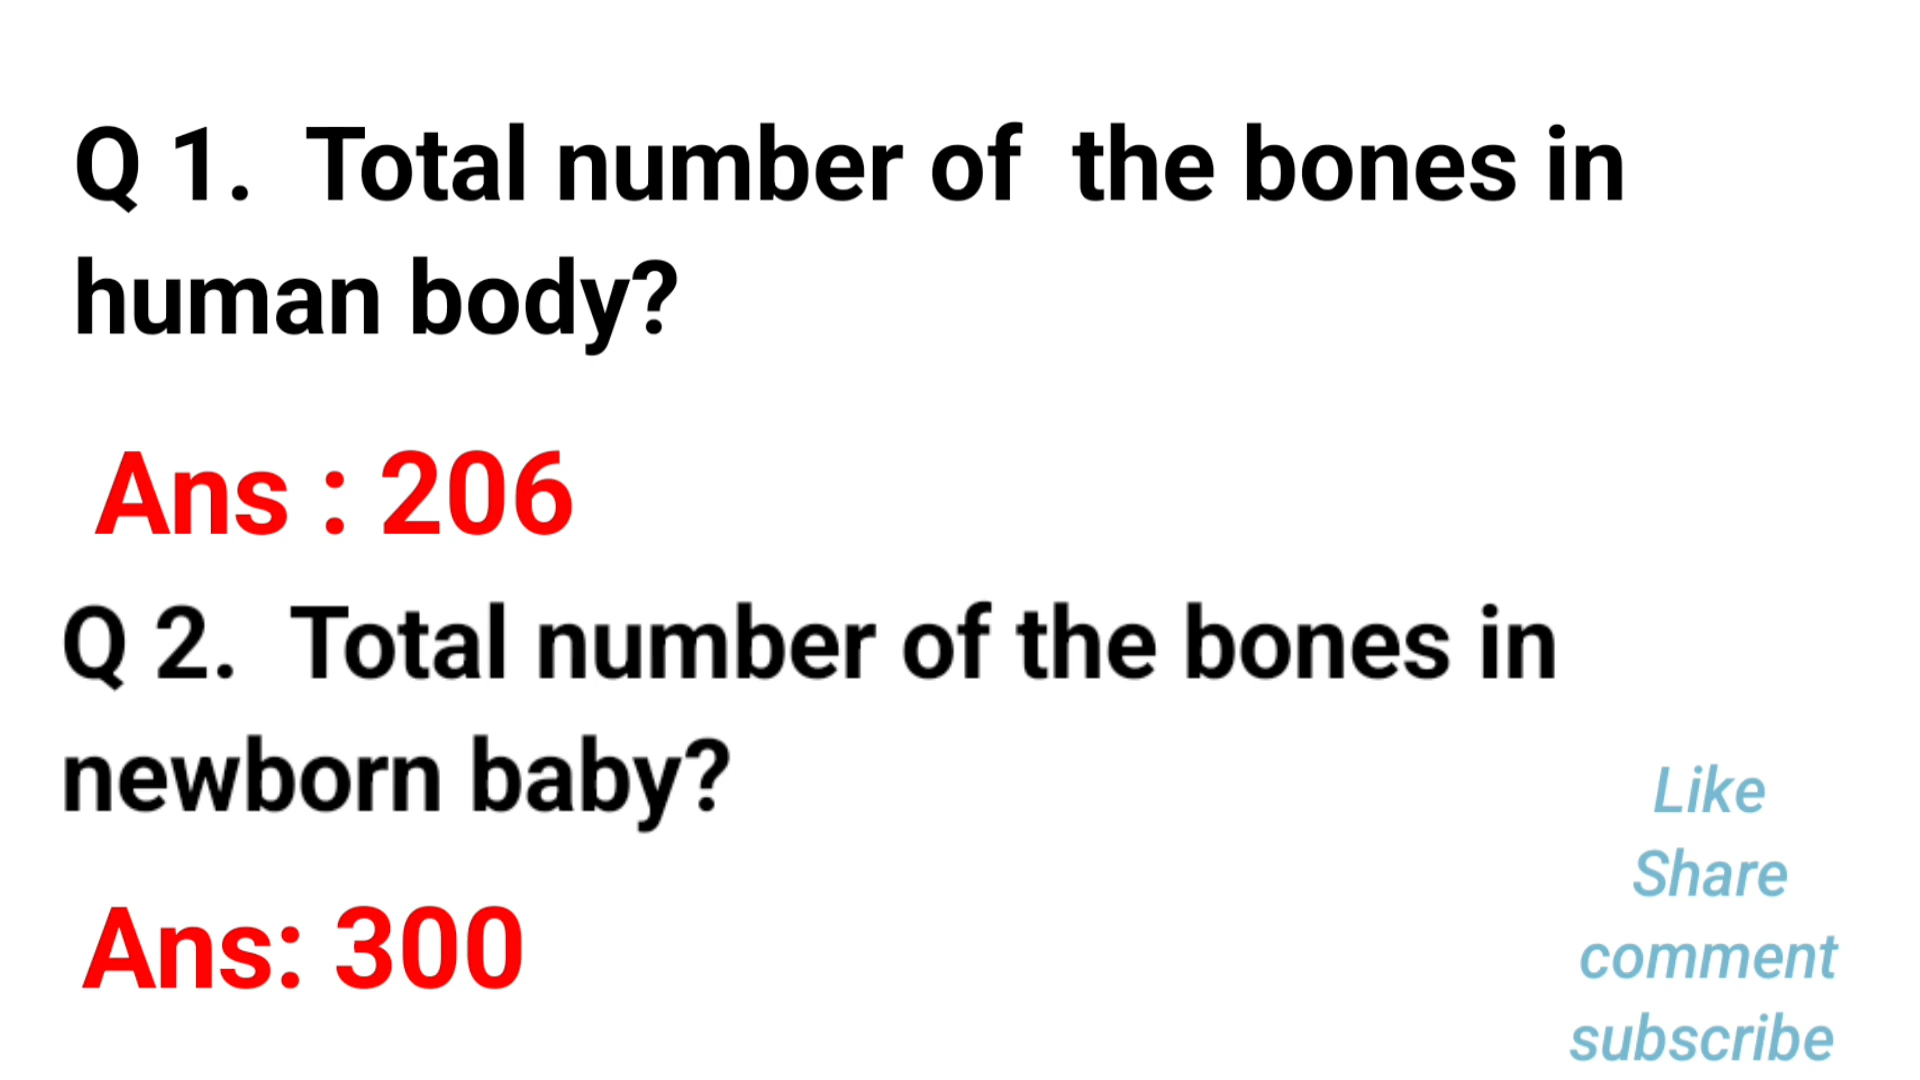 Q 1.  Total number of  the bones in
human body?
Ans : 206
Q 2.  Total number of the bones in
newborn baby?
Ans: 300
Like
Share
comment
subscribe